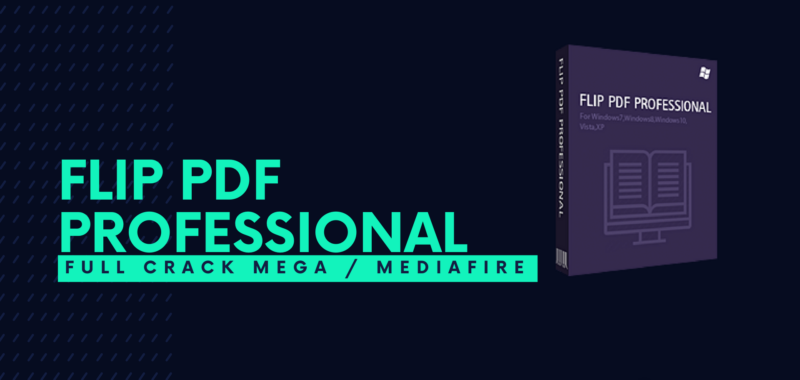 FLIP PDF
PROFESSIONAL
FULL CRACK MEGA / MEDIAFIRE
FLIP PDF PROFESSIONAL
FLIP PDF PROFESSIONAL
For Windows7,Windows8,Windows10,
Vista,XP